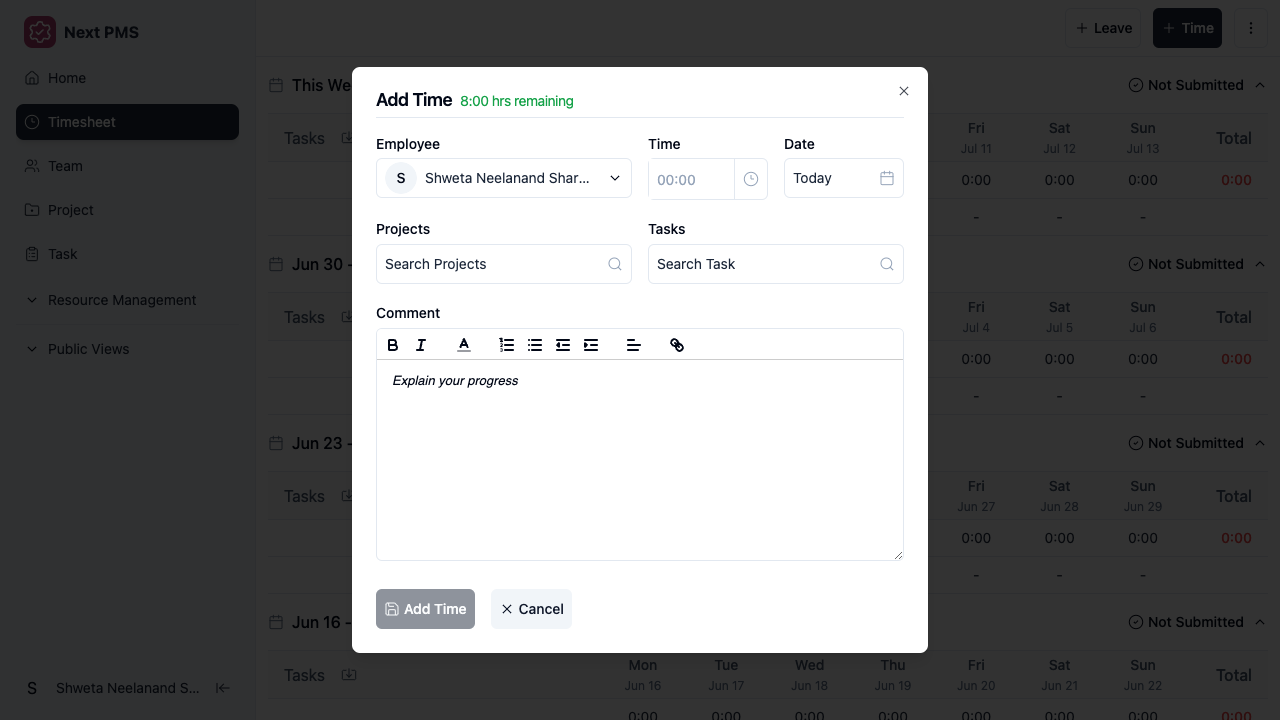 Next PMS
Home
Timesheet
Team
Project
Task
Resource Management
Public Views
S Shweta Neelanand S...
Leave
Time
This We
Not Submitted
Tasks Fri Sat Sun Total
Jul 11 Jul 12 Jul 13
0:00 0:00 0:00 0:00
- - -
Jun 30 -
Not Submitted
Tasks Fri Sat Sun Total
Jul 4 Jul 5 Jul 6
0:00 0:00 0:00 0:00
- - -
Jun 23 -
Not Submitted
Tasks Fri Sat Sun Total
Jun 27 Jun 28 Jun 29
0:00 0:00 0:00 0:00
- - -
Jun 16 -
Not Submitted
Tasks Mon Tue Wed Thu Fri Sat Sun Total
Jun 16 Jun 17 Jun 18 Jun 19 Jun 20 Jun 21 Jun 22
0:00 0:00 0:00 0:00 0:00 0:00 0:00 0:00
Add Time 8:00 hrs remaining
Employee Time Date
S Shweta Neelanand Shar... 00:00 Today
Projects Tasks
Search Projects Search Task
Comment
B I A
Explain your progress
Add Time Cancel